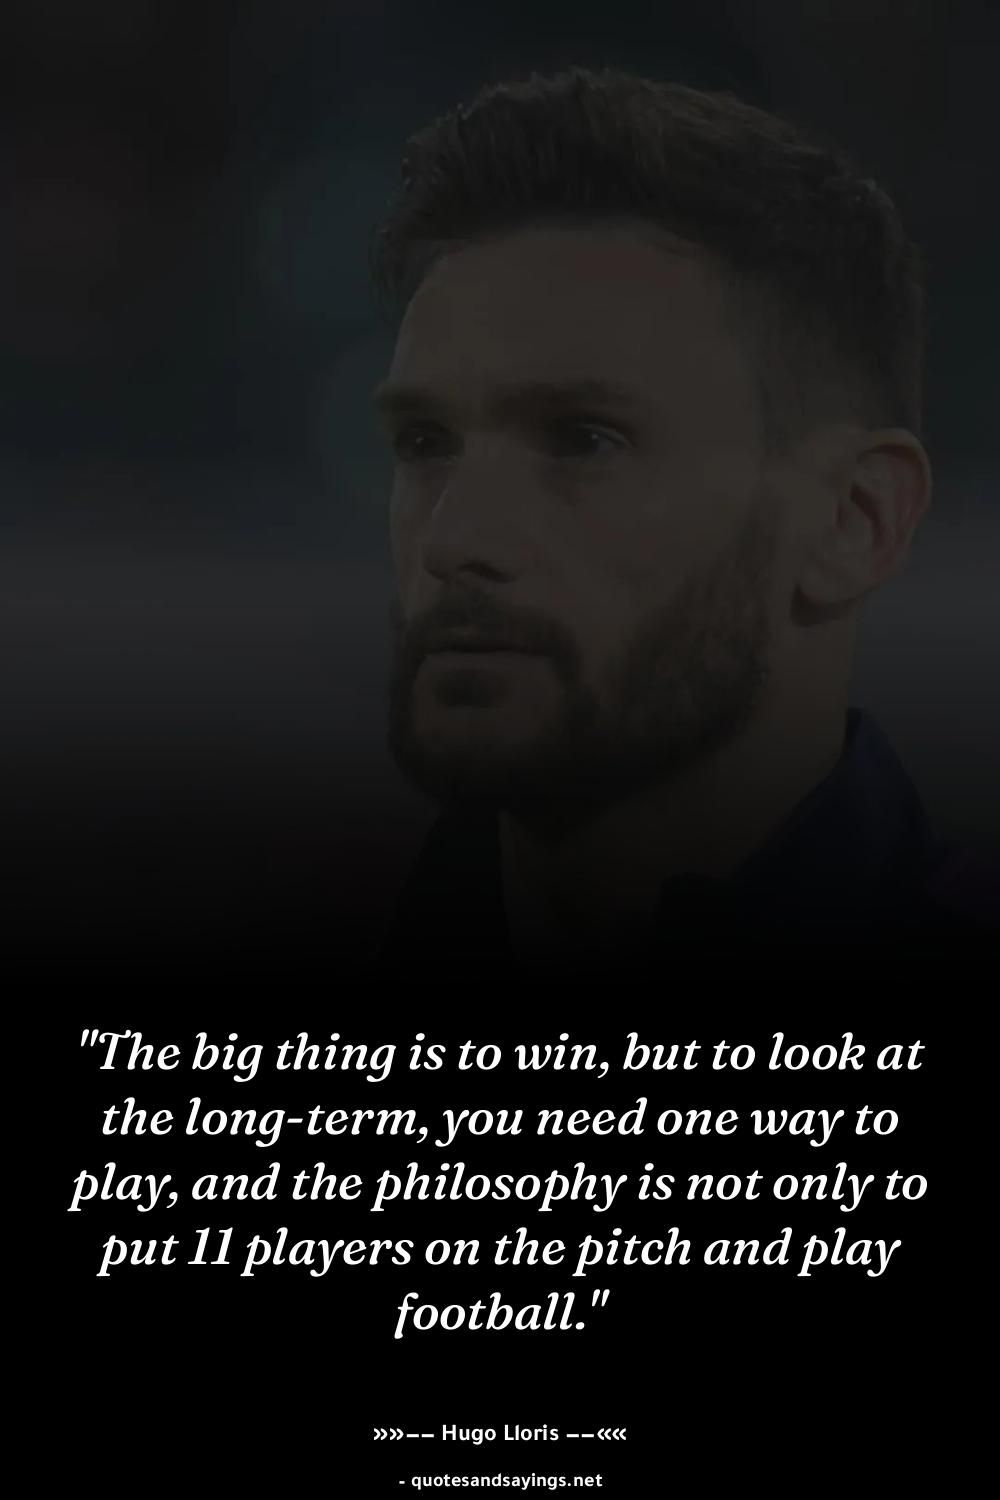 "The big thing is to win, but to look at
the long-term, you need one way to
play, and the philosophy is not only to
put 11 players on the pitch and play
football."
»»−− Hugo Lloris −−««
- quotesandsayings.net